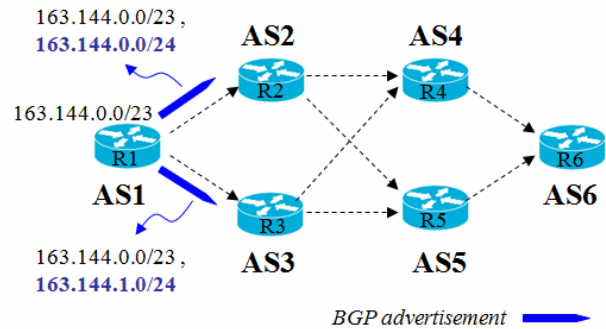 163.144.0.0/23 ,
163.144.0.0/24
AS2
AS4
R2
R4
163.144.0.0/23
R1
R6
AS1
AS6
R3
R5
163.144.0.0/23 ,
163.144.1.0/24
AS3
AS5
BGP advertisement